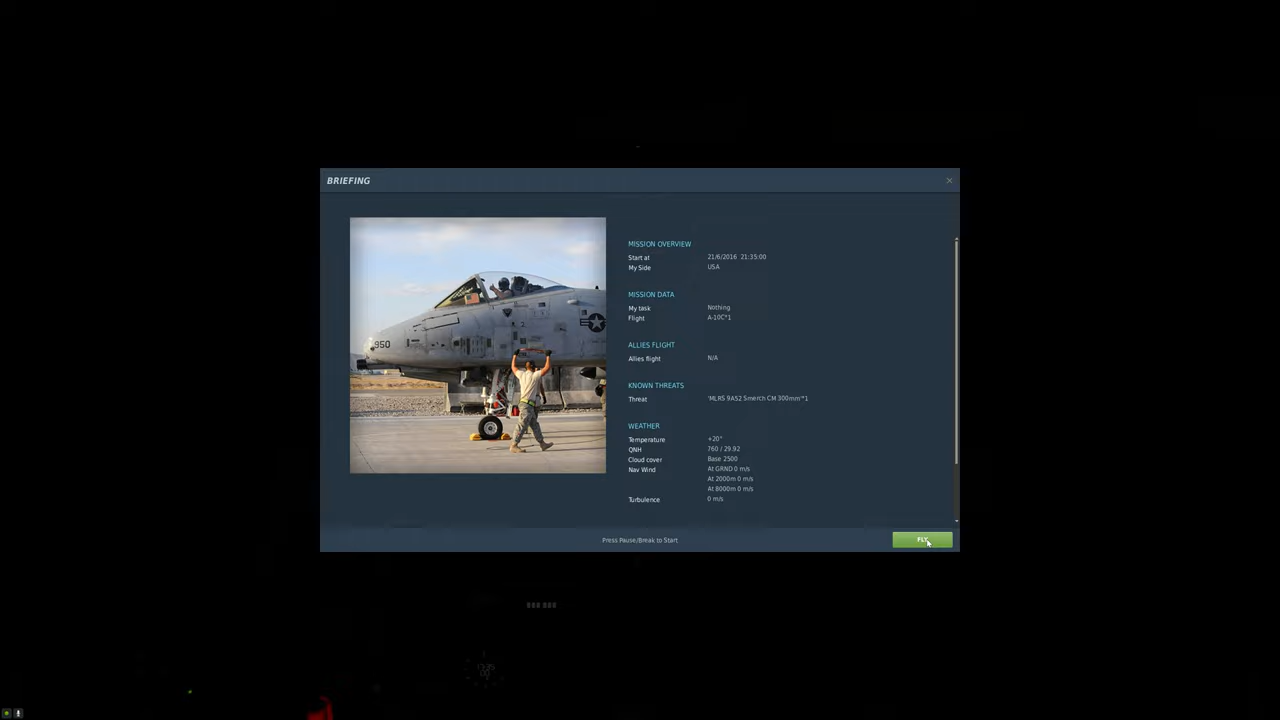 BRIEFING
950
MISSION OVERVIEW
Start at 21/6/2016 21:35:00
My Side USA
MISSION DATA
My task Nothing
Flight A-10C*1
ALLIES FLIGHT
Allies flight N/A
KNOWN THREATS
Threat 'MLRS 9A52 Smerch CM 300mm'*1
WEATHER
Temperature +20°
QNH 760 / 29.92
Cloud cover Base 2500
Nav Wind At GRND 0 m/s
At 2000m 0 m/s
At 8000m 0 m/s
Turbulence 0 m/s
Press Pause/Break to Start
FLY